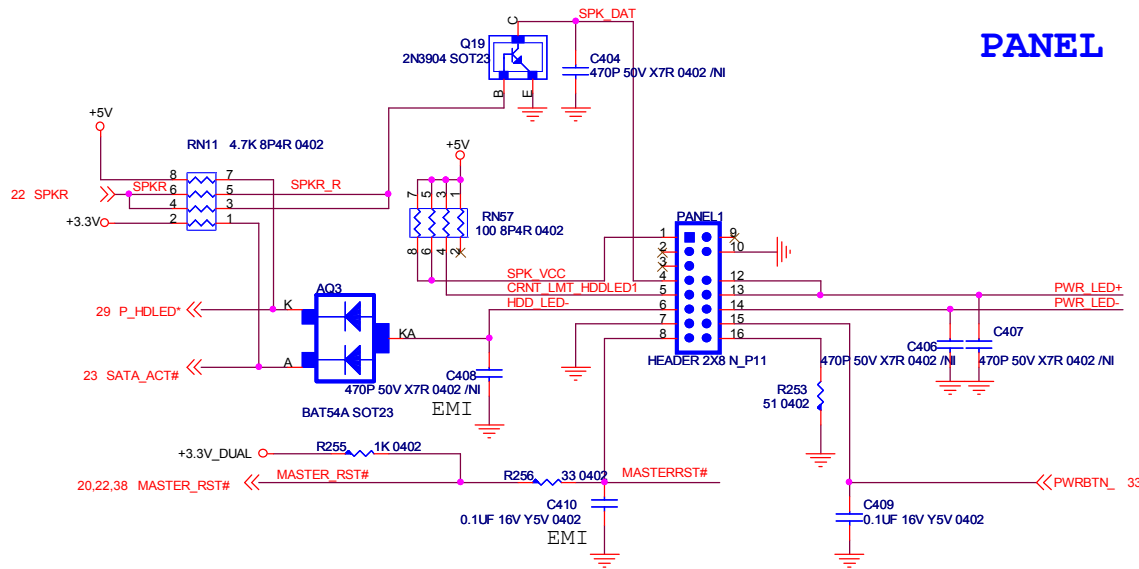 PANEL
SPK_DAT
C
Q19
2N3904 SOT23
B
E
C404
470P 50V X7R 0402 /NI
+5V
RN11 4.7K 8P4R 0402
8 7
22 SPKR
SPKR 6 5 SPKR_R
4 3
+3.3V 2 1
+5V
7 5 3 1
RN57
100 8P4R 0402
8 6 4 2
PANEL1
1 9
2 10
3
4 12
5 13
6 14
7 15
8 16
HEADER 2X8 N_P11
SPK_VCC
CRNT_LMT_HDDLED1
HDD_LED-
PWR_LED+
PWR_LED-
AQ3
29 P_HDLED*
K
KA
23 SATA_ACT#
A
BAT54A SOT23
C408
470P 50V X7R 0402 /NI
EMI
C406
470P 50V X7R 0402 /NI
C407
470P 50V X7R 0402 /NI
R253
51 0402
+3.3V_DUAL
R255 1K 0402
20,22,38 MASTER_RST#
MASTER_RST#
R256 33 0402
MASTERRST#
C410
0.1UF 16V Y5V 0402
EMI
C409
0.1UF 16V Y5V 0402
PWRBTN_ 33